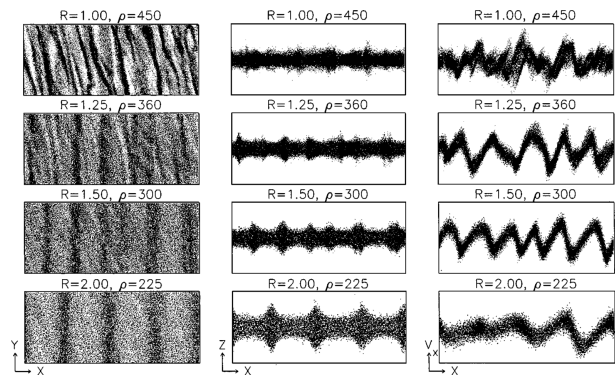 R=1.00, ρ=450 R=1.00, ρ=450 R=1.00, ρ=450
R=1.25, ρ=360 R=1.25, ρ=360 R=1.25, ρ=360
R=1.50, ρ=300 R=1.50, ρ=300 R=1.50, ρ=300
R=2.00, ρ=225 R=2.00, ρ=225 R=2.00, ρ=225
Y Z Vx
X X X